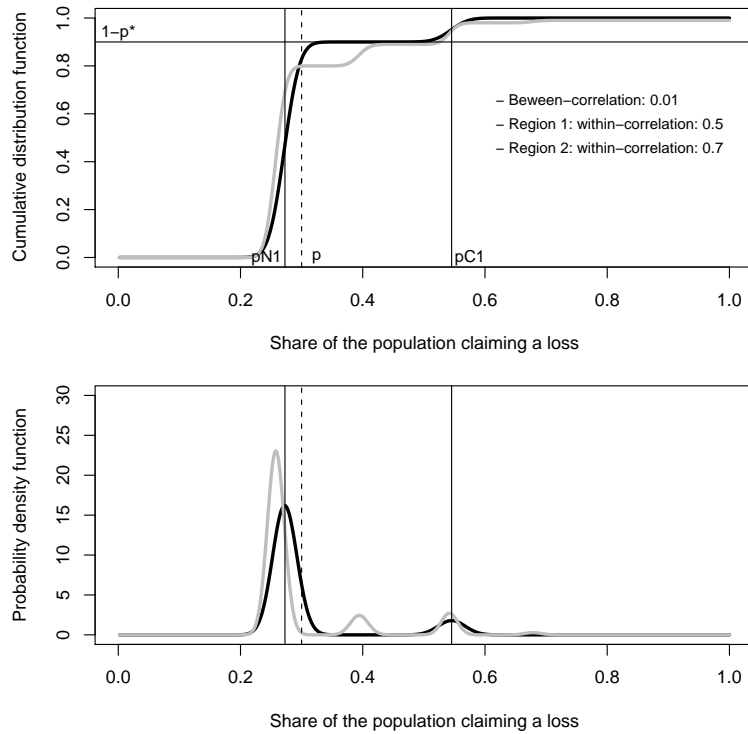 Cumulative distribution function
1.0
0.8
0.6
0.4
0.2
0.0
1−p*
− Beween−correlation: 0.01
− Region 1: within−correlation: 0.5
− Region 2: within−correlation: 0.7
pN1
p
pC1
0.0 0.2 0.4 0.6 0.8 1.0
Share of the population claiming a loss
Probability density function
30
25
20
15
10
5
0
0.0 0.2 0.4 0.6 0.8 1.0
Share of the population claiming a loss